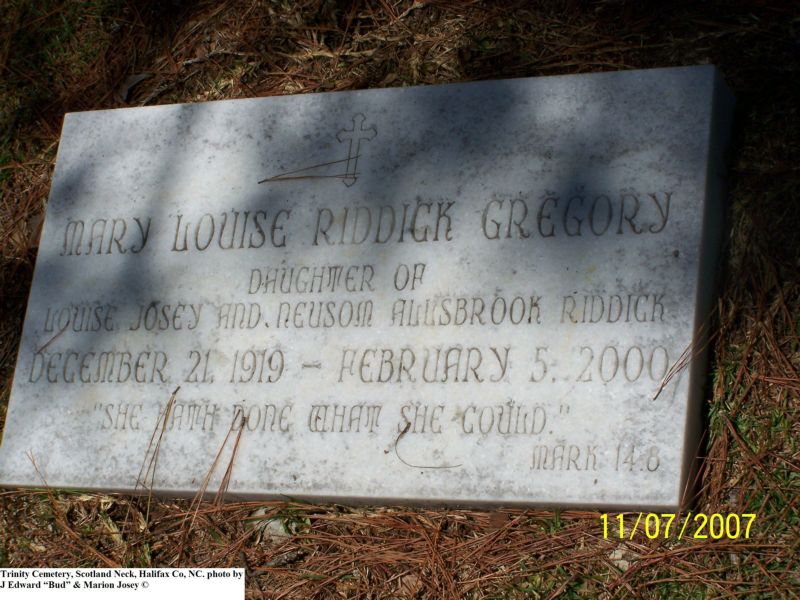 MARY LOUISE RIDDICK GREGORY
DAUGHTER OF
LOUISE JOSEY AND NEUSOM ALLSBROOK RIDDICK
DECEMBER 21, 1919 – FEBRUARY 5, 2000
"SHE HATH DONE WHAT SHE COULD."
MARK 14:8
11/07/2007
Trinity Cemetery, Scotland Neck, Halifax Co, NC. photo by
J Edward “Bud” & Marion Josey ©